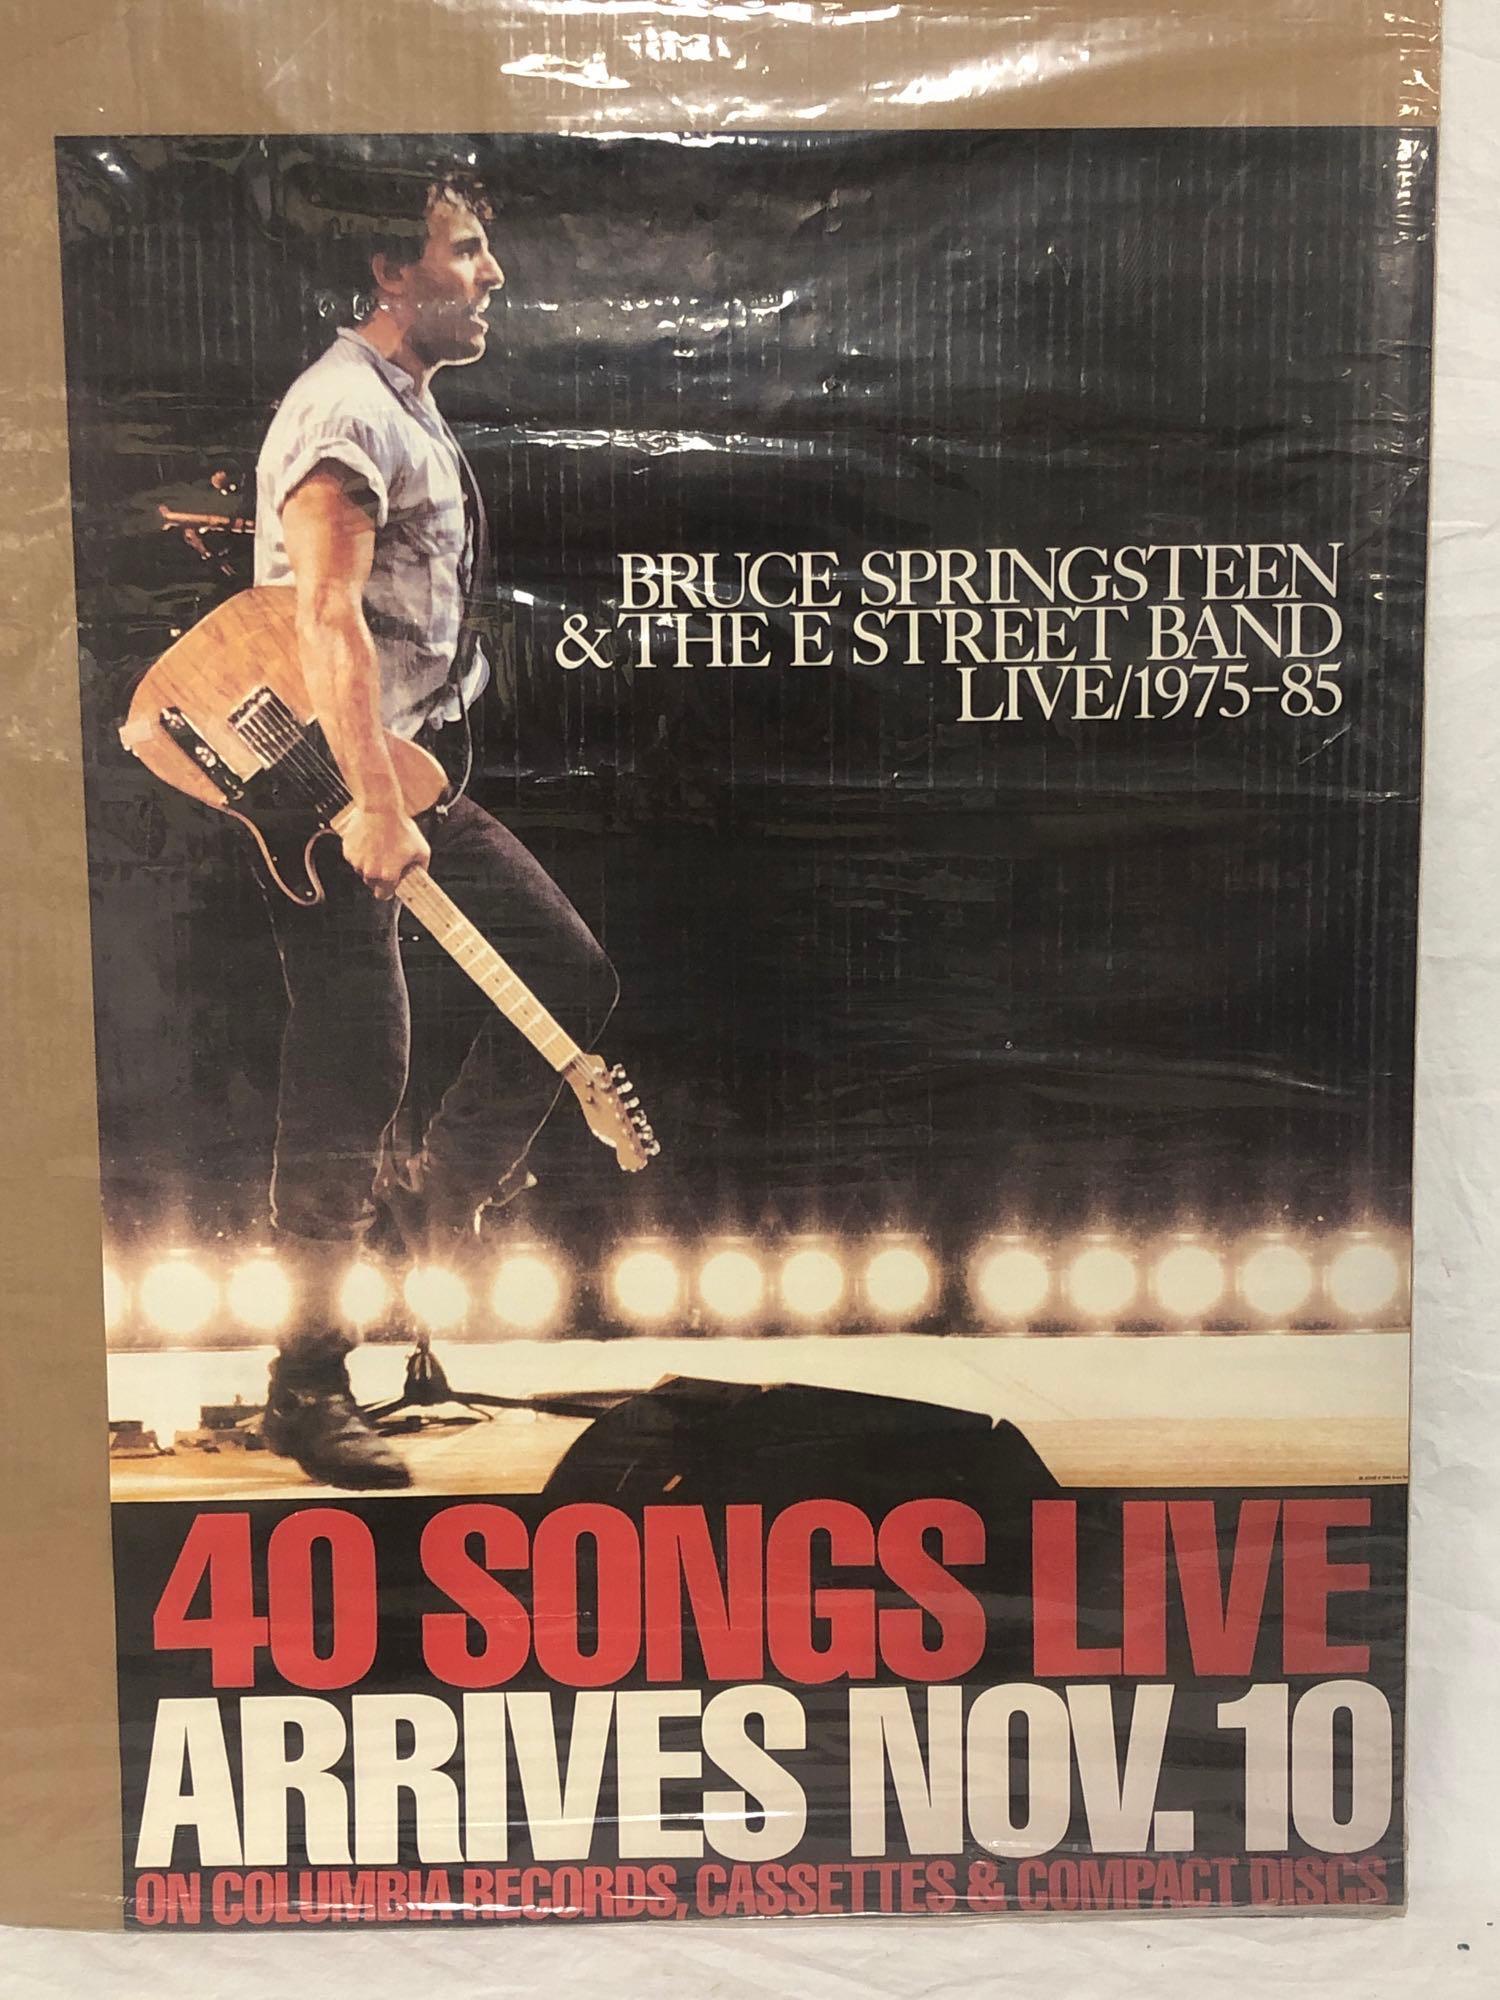 BRUCE SPRINGSTEEN
& THE E STREET BAND
LIVE/1975-85
40 SONGS LIVE
ARRIVES NOV. 10
ON COLUMBIA RECORDS, CASSETTES & COMPACT DISCS